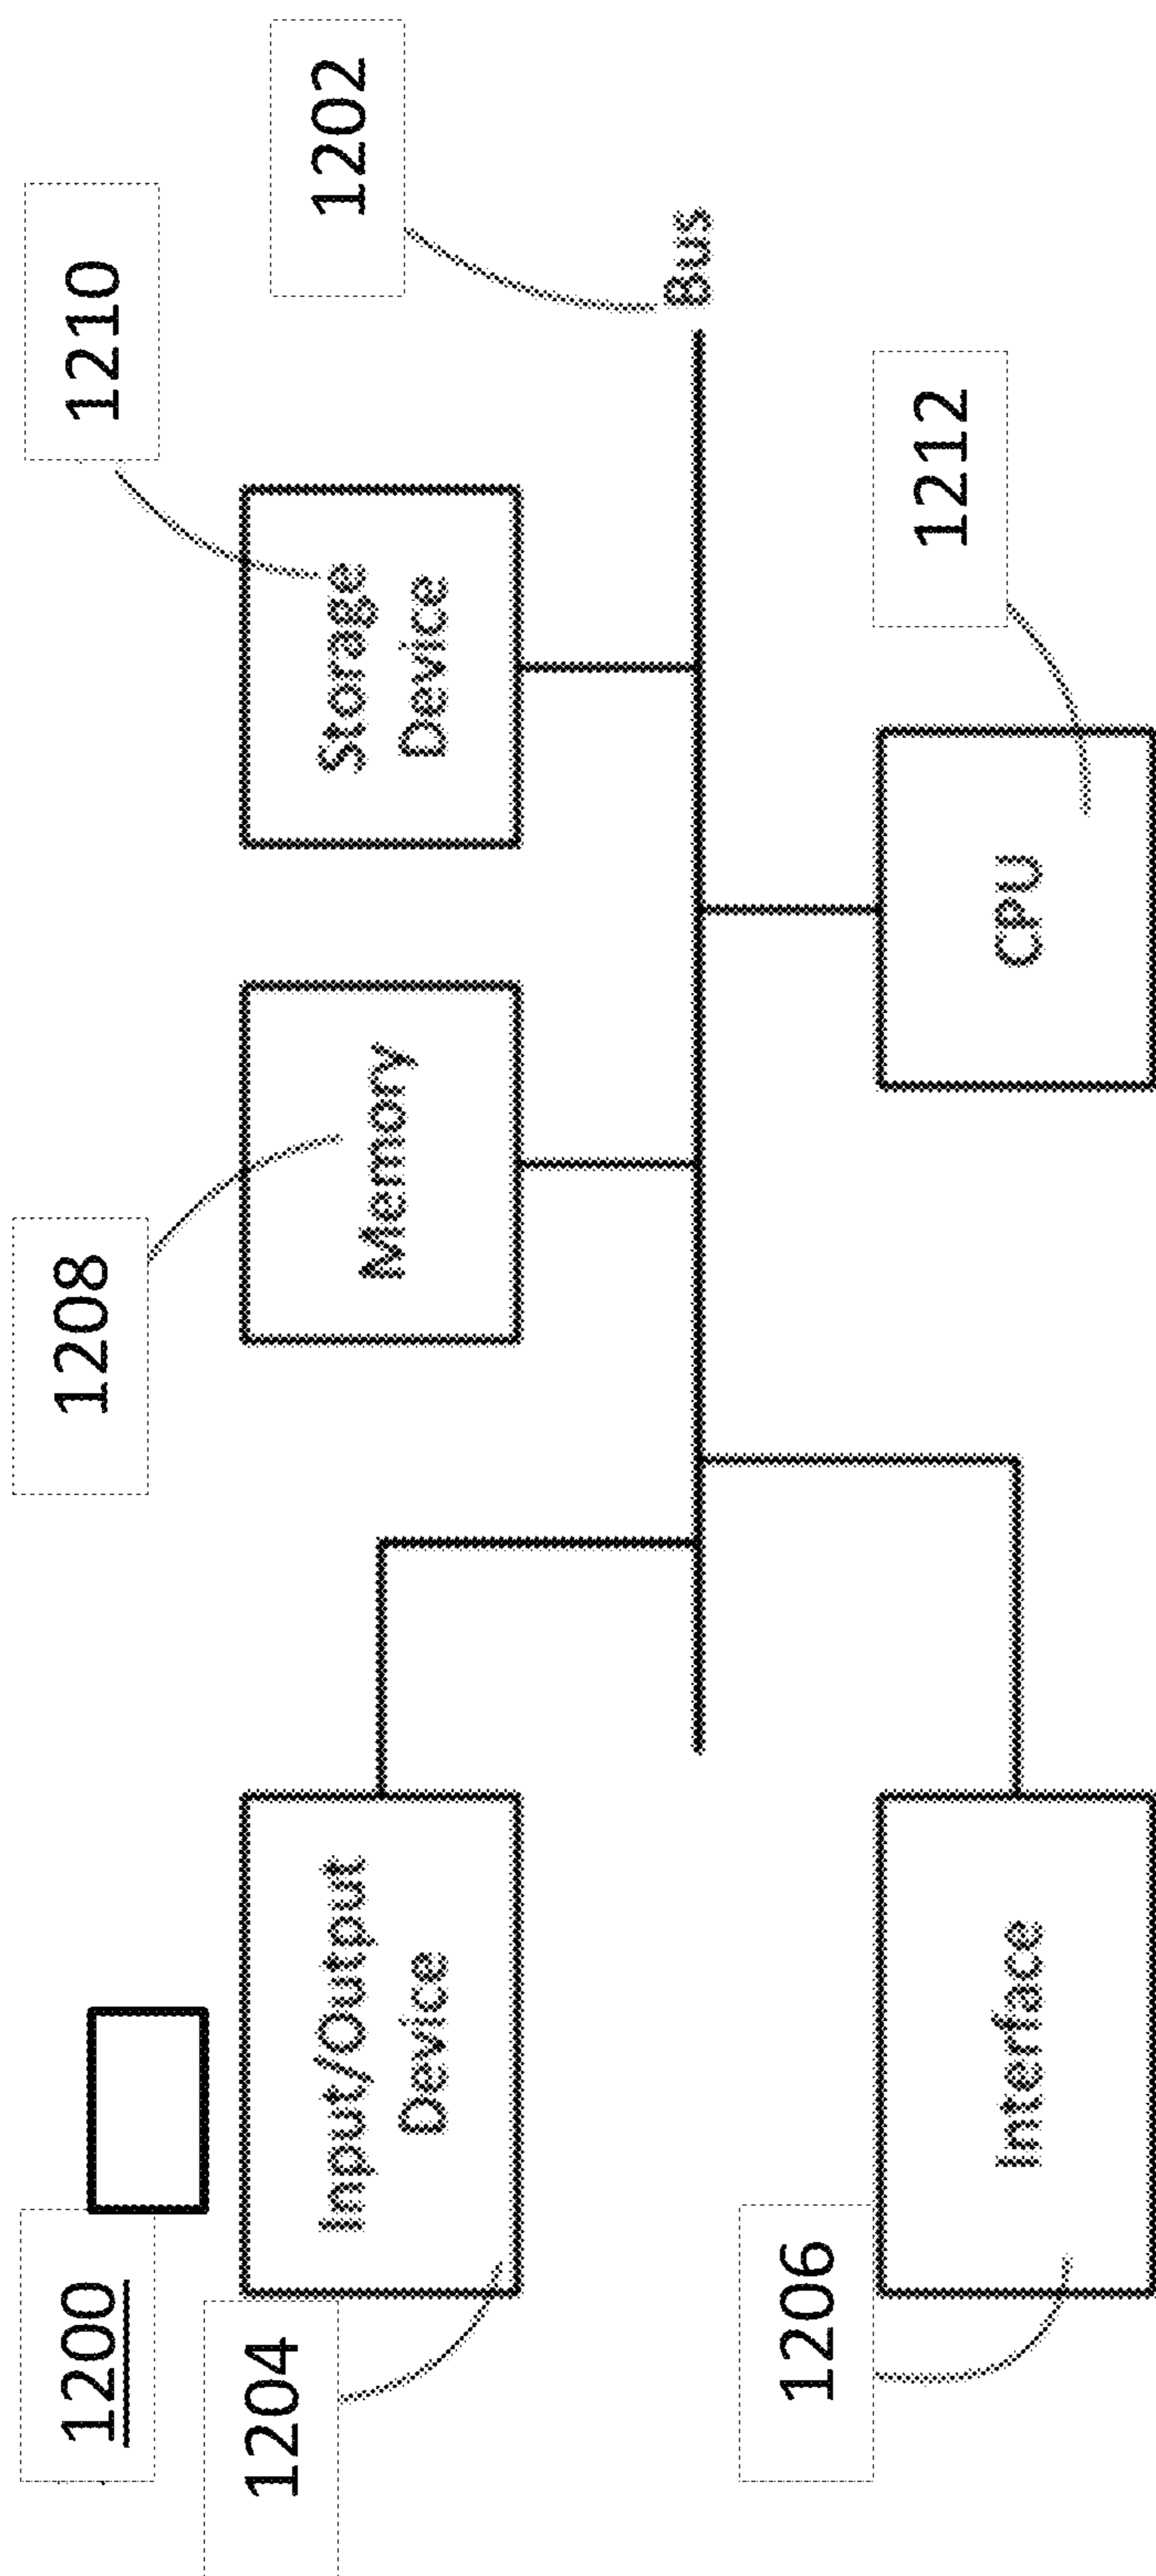 1200
1204
Input/Output
Device
1206
Interface
1208
Memory
1210
Storage
Device
1212
CPU
1202
Bus